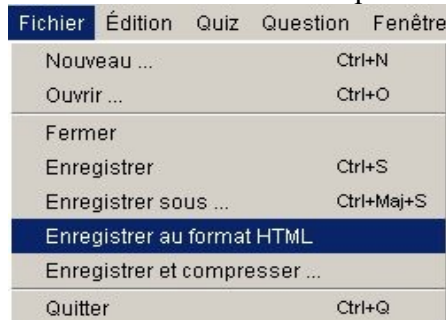 Fichier Édition Quiz Question Fenêtre
Nouveau ... Ctrl+N
Ouvrir ... Ctrl+O
Fermer
Enregistrer Ctrl+S
Enregistrer sous ... Ctrl+Maj+S
Enregistrer au format HTML
Enregistrer et compresser ...
Quitter Ctrl+Q